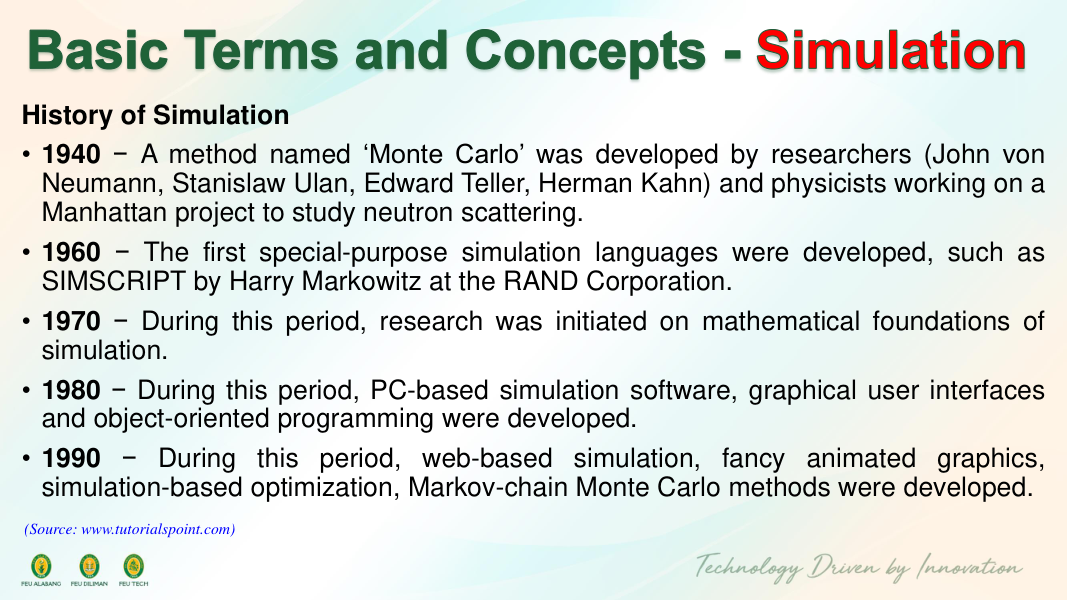 Basic Terms and Concepts - Simulation
History of Simulation
• 1940 − A method named ‘Monte Carlo’ was developed by researchers (John von
Neumann, Stanislaw Ulan, Edward Teller, Herman Kahn) and physicists working on a
Manhattan project to study neutron scattering.
• 1960 − The first special-purpose simulation languages were developed, such as
SIMSCRIPT by Harry Markowitz at the RAND Corporation.
• 1970 − During this period, research was initiated on mathematical foundations of
simulation.
• 1980 − During this period, PC-based simulation software, graphical user interfaces
and object-oriented programming were developed.
• 1990 − During this period, web-based simulation, fancy animated graphics,
simulation-based optimization, Markov-chain Monte Carlo methods were developed.
(Source: www.tutorialspoint.com)
FEU ALABANG FEU DILIMAN FEU TECH
Technology Driven by Innovation